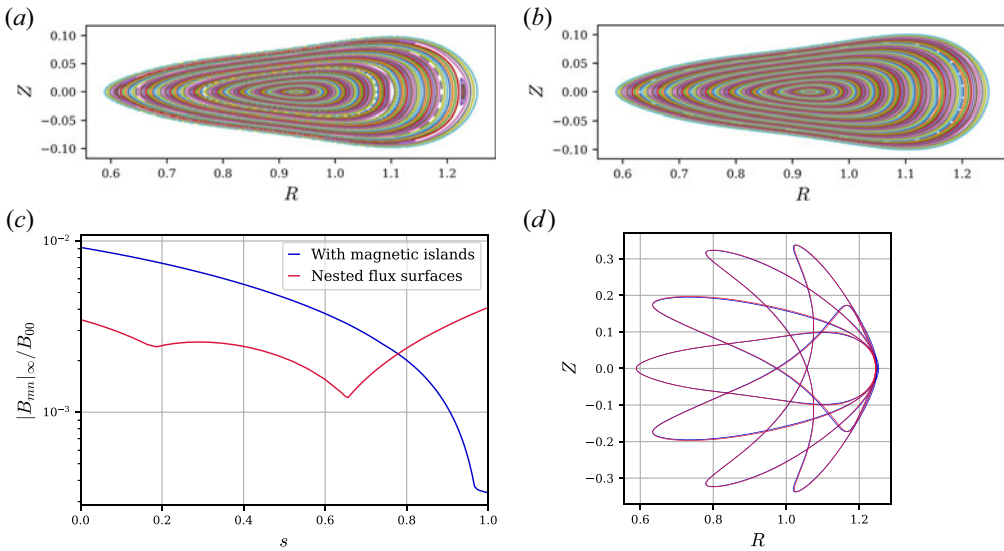 (a)
(b)
0.10
0.05
0.00
−0.05
−0.10
Z
0.6 0.7 0.8 0.9 1.0 1.1 1.2
R
0.10
0.05
0.00
−0.05
−0.10
Z
0.6 0.7 0.8 0.9 1.0 1.1 1.2
R
(c)
(d)
10⁻²
10⁻³
|B_mn|_∞/B_00
With magnetic islands
Nested flux surfaces
0.0 0.2 0.4 0.6 0.8 1.0
s
0.3
0.2
0.1
0.0
−0.1
−0.2
−0.3
Z
0.6 0.8 1.0 1.2
R